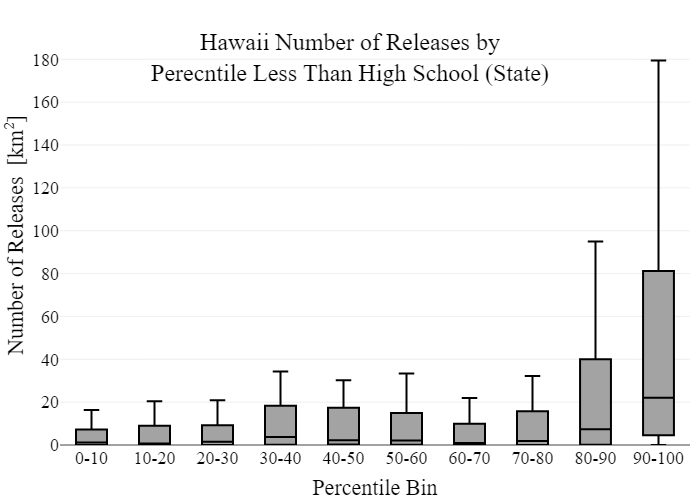 Hawaii Number of Releases by
Perecntile Less Than High School (State)
Number of Releases [km²]
180
160
140
120
100
80
60
40
20
0
0-10 10-20 20-30 30-40 40-50 50-60 60-70 70-80 80-90 90-100
Percentile Bin